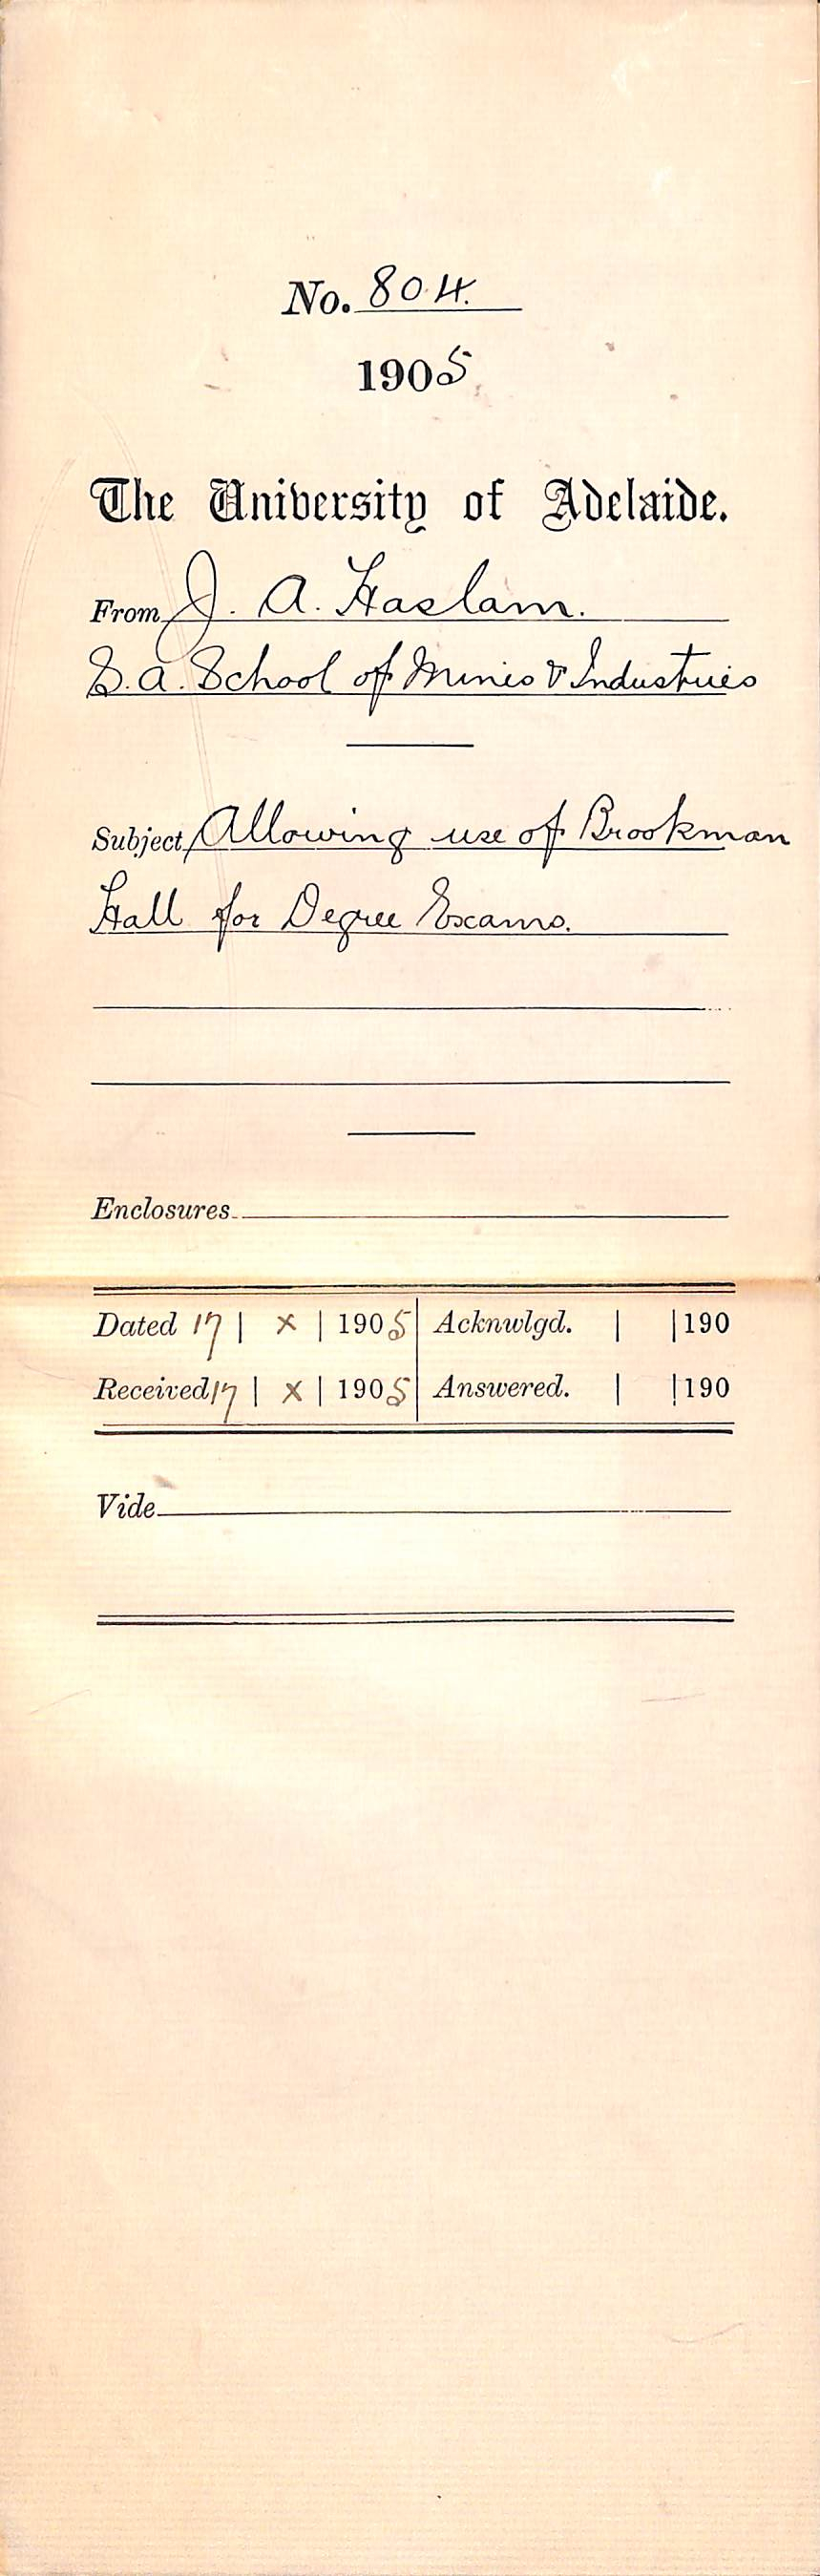 No. 804.
1905
The University of Adelaide.
From J. A. Haslam.
S.A. School of Mines & Industries
Subject Allowing use of Brookman
Hall for Degree Exams.
Enclosures
Dated 17 | X | 1905 | Acknwlgd. | | 190
Received 17 | X | 1905 | Answered. | | 190
Vide